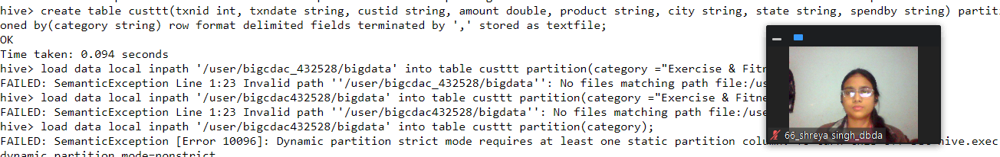 hive> create table custtt(txnid int, txndate string, custid string, amount double, product string, city string, state string, spendby string) partiti
oned by(category string) row format delimited fields terminated by ',' stored as textfile;
OK
Time taken: 0.094 seconds
hive> load data local inpath '/user/bigcdac_432528/bigdata' into table custtt partition(category ="Exercise & Fitn
FAILED: SemanticException Line 1:23 Invalid path ''/user/bigcdac_432528/bigdata'': No files matching path file:/us
hive> load data local inpath '/user/bigcdac432528/bigdata' into table custtt partition(category ="Exercise & Fitne
FAILED: SemanticException Line 1:23 Invalid path ''/user/bigcdac432528/bigdata'': No files matching path file:/use
hive> load data local inpath '/user/bigcdac432528/bigdata' into table custtt partition(category);
FAILED: SemanticException [Error 10096]: Dynamic partition strict mode requires at least one static partition column hive.exec
dynamic partition mode=nonstrict
66_shreya singh_dbda